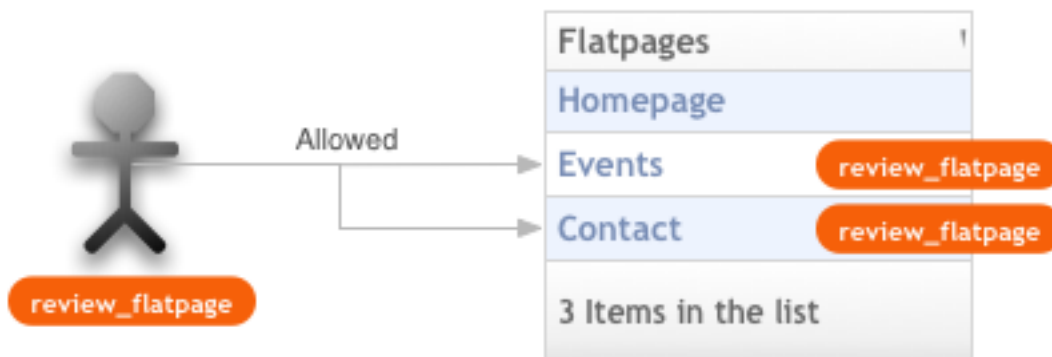 Flatpages
Homepage
Allowed
Events review_flatpage
Contact review_flatpage
review_flatpage
3 Items in the list